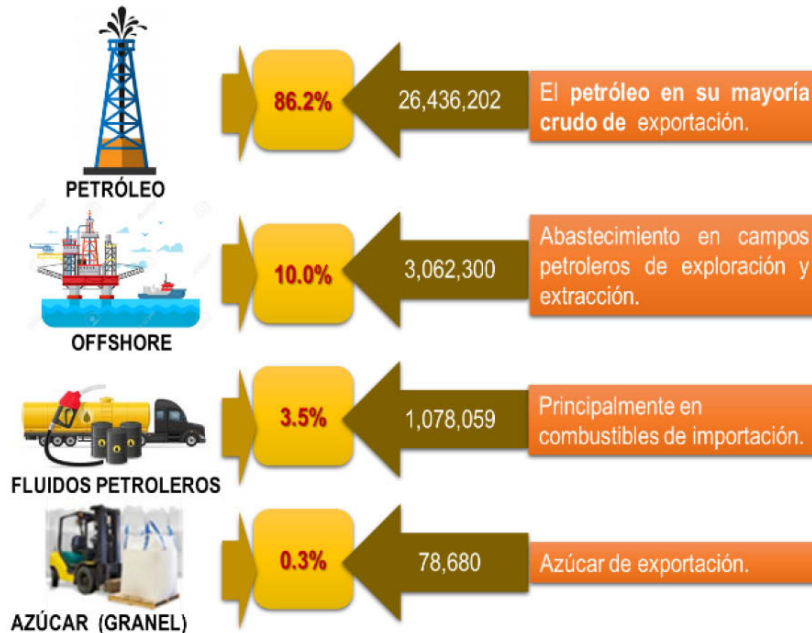 PETRÓLEO
86.2%
26,436,202
El petróleo en su mayoría
crudo de exportación.
OFFSHORE
10.0%
3,062,300
Abastecimiento en campos
petroleros de exploración y
extracción.
FLUIDOS PETROLEROS
3.5%
1,078,059
Principalmente en
combustibles de importación.
AZÚCAR (GRANEL)
0.3%
78,680
Azúcar de exportación.